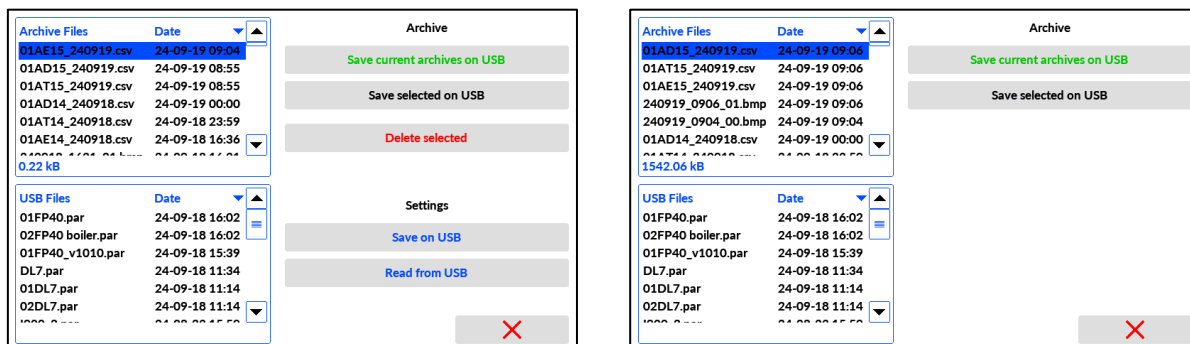 Archive Files Date
01AE15_240919.csv 24-09-19 09:04
01AD15_240919.csv 24-09-19 08:55
01AT15_240919.csv 24-09-19 08:55
01AD14_240918.csv 24-09-19 00:00
01AT14_240918.csv 24-09-18 23:59
01AE14_240918.csv 24-09-18 16:36
0.22 kB
USB Files Date
01FP40.par 24-09-18 16:02
02FP40 boiler.par 24-09-18 16:02
01FP40_v1010.par 24-09-18 15:39
DL7.par 24-09-18 11:34
01DL7.par 24-09-18 11:14
02DL7.par 24-09-18 11:14
Archive
Save current archives on USB
Save selected on USB
Delete selected
Settings
Save on USB
Read from USB
Archive Files Date
01AD15_240919.csv 24-09-19 09:06
01AT15_240919.csv 24-09-19 09:06
01AE15_240919.csv 24-09-19 09:06
240919_0906_01.bmp 24-09-19 09:06
240919_0904_00.bmp 24-09-19 09:04
01AD14_240918.csv 24-09-19 00:00
1542.06 kB
USB Files Date
01FP40.par 24-09-18 16:02
02FP40 boiler.par 24-09-18 16:02
01FP40_v1010.par 24-09-18 15:39
DL7.par 24-09-18 11:34
01DL7.par 24-09-18 11:14
02DL7.par 24-09-18 11:14
Archive
Save current archives on USB
Save selected on USB